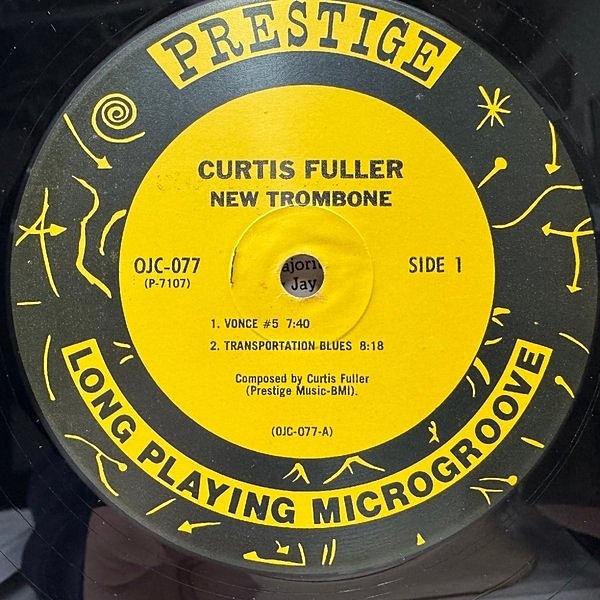 PRESTIGE
CURTIS FULLER
NEW TROMBONE
OJC-077
(P-7107)
SIDE 1
Jay
1. VONCE #5 7:40
2. TRANSPORTATION BLUES 8:18
Composed by Curtis Fuller
(Prestige Music-BMI).
(OJC-077-A)
LONG PLAYING MICROGROOVE